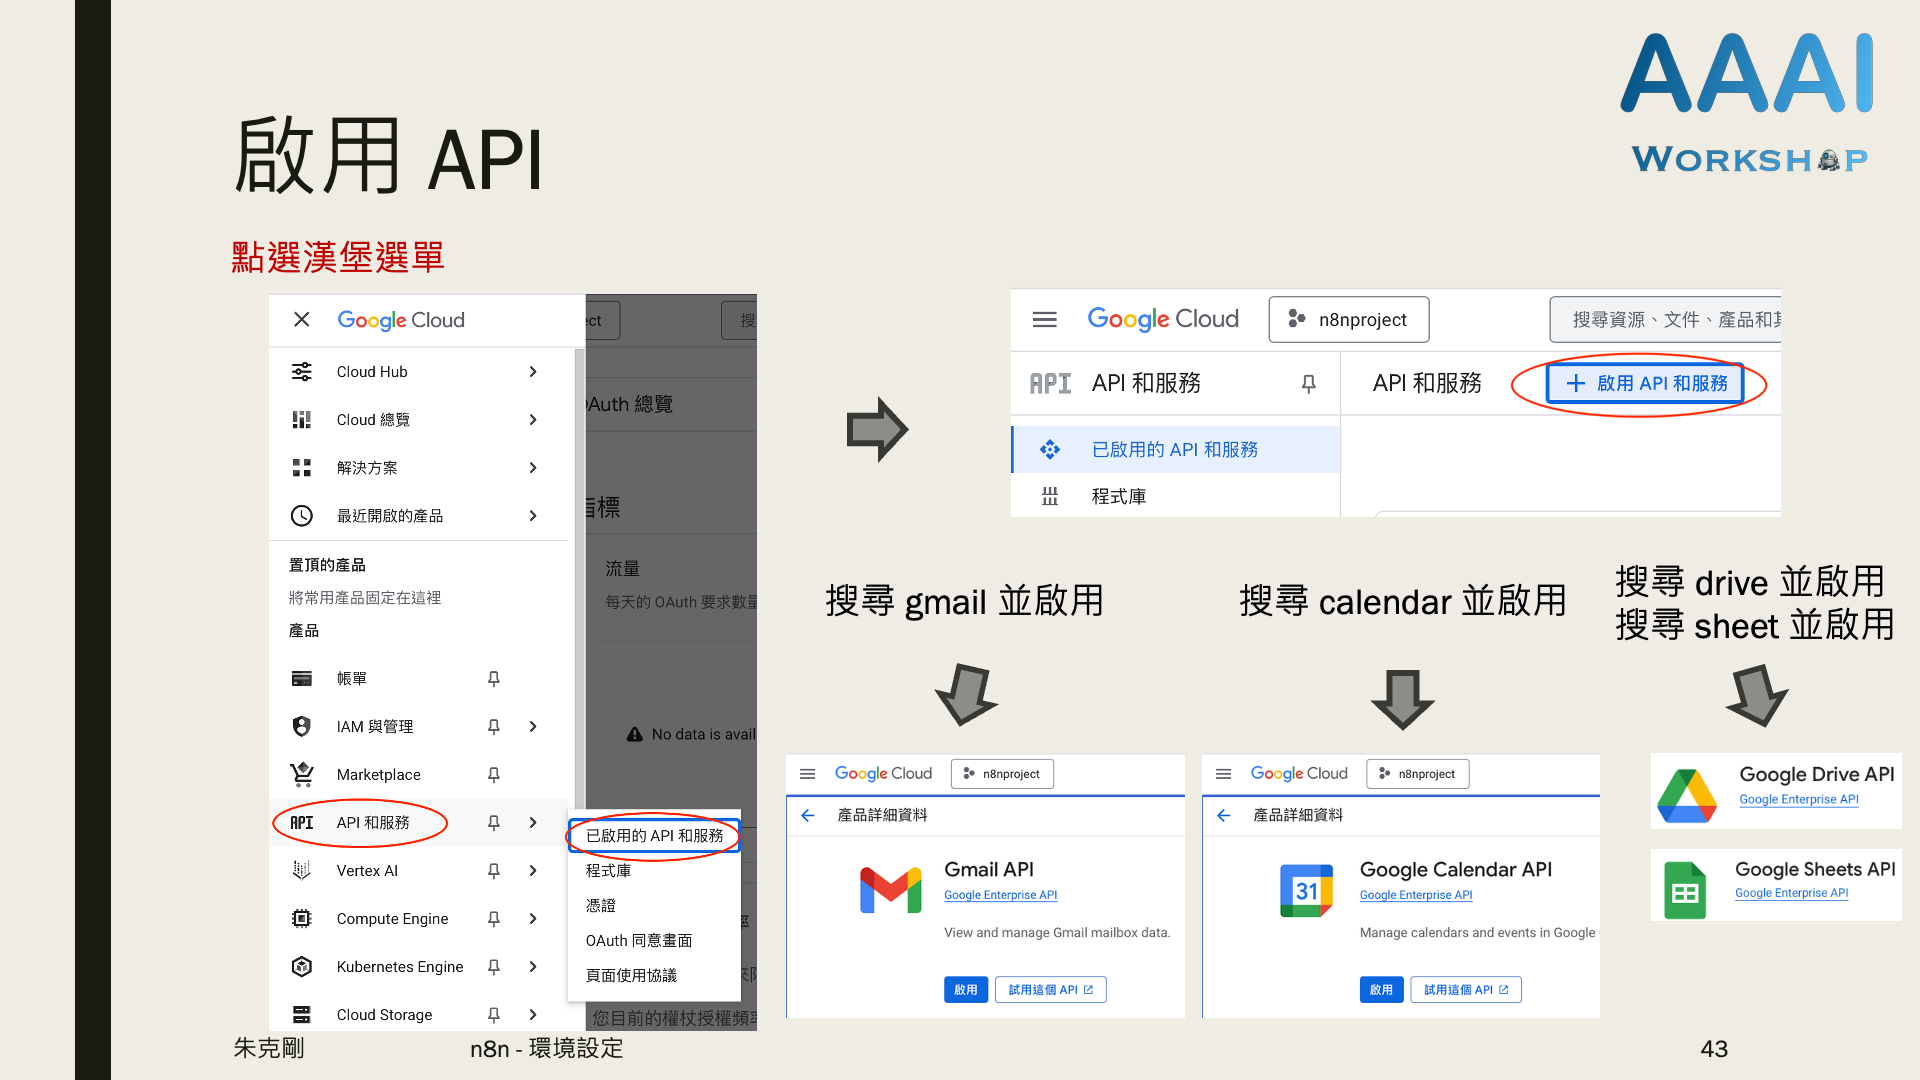 AAAI
WORKSHOP
啟用 API
點選漢堡選單
Google Cloud
Cloud Hub
Cloud 總覽
解決方案
最近開啟的產品
置頂的產品
將常用產品固定在這裡
產品
帳單
IAM 與管理
Marketplace
API API 和服務
Vertex AI
Compute Engine
Kubernetes Engine
Cloud Storage
已啟用的 API 和服務
程式庫
憑證
OAuth 同意畫面
頁面使用協議
ect
搜
Auth 總覽
指標
流量
每天的 OAuth 要求數量
No data is avail
率
您目前的權杖授權頻率
Google Cloud
n8nproject
搜尋資源、文件、產品和其
API API 和服務
API 和服務
+ 啟用 API 和服務
已啟用的 API 和服務
程式庫
搜尋 gmail 並啟用
搜尋 calendar 並啟用
搜尋 drive 並啟用
搜尋 sheet 並啟用
Google Cloud
n8nproject
產品詳細資料
Gmail API
Google Enterprise API
View and manage Gmail mailbox data.
啟用
試用這個 API
Google Cloud
n8nproject
產品詳細資料
31
Google Calendar API
Google Enterprise API
Manage calendars and events in Google
啟用
試用這個 API
Google Drive API
Google Enterprise API
Google Sheets API
Google Enterprise API
朱克剛
n8n - 環境設定
43